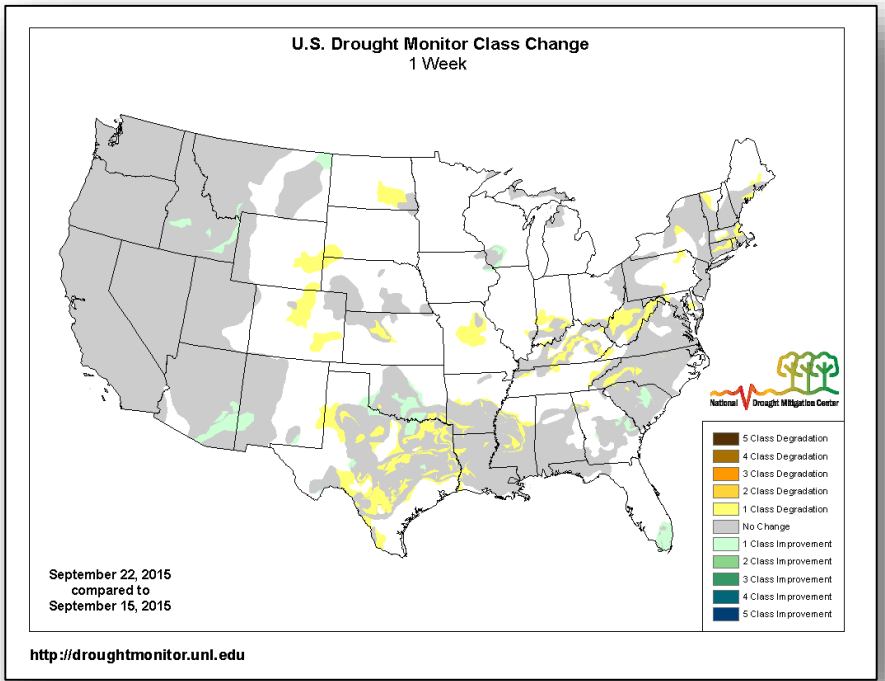 U.S. Drought Monitor Class Change
1 Week
National Drought Mitigation Center
5 Class Degradation
4 Class Degradation
3 Class Degradation
2 Class Degradation
1 Class Degradation
No Change
1 Class Improvement
2 Class Improvement
3 Class Improvement
4 Class Improvement
5 Class Improvement
September 22, 2015
compared to
September 15, 2015
http://droughtmonitor.unl.edu